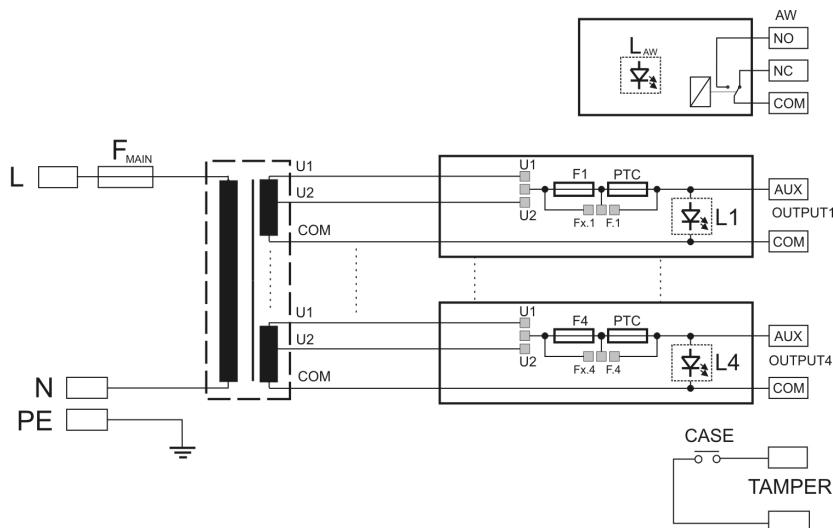 AW
L AW
NO
NC
COM
L
F MAIN
U1
U2
COM
U1
U2
F1
PTC
Fx.1
F.1
L1
AUX
OUTPUT1
COM
U1
U2
COM
U1
U2
F4
PTC
Fx.4
F.4
L4
AUX
OUTPUT4
COM
N
PE
CASE
TAMPER